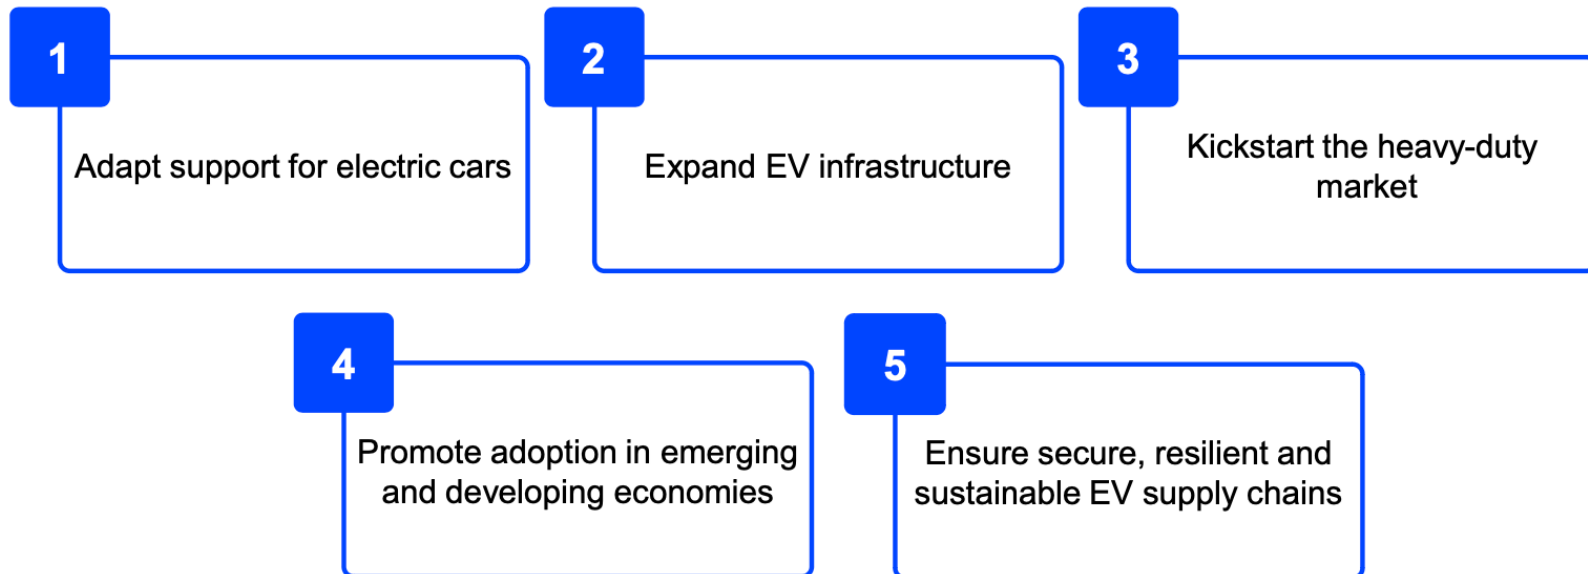 1
Adapt support for electric cars
2
Expand EV infrastructure
3
Kickstart the heavy-duty
market
4
Promote adoption in emerging
and developing economies
5
Ensure secure, resilient and
sustainable EV supply chains